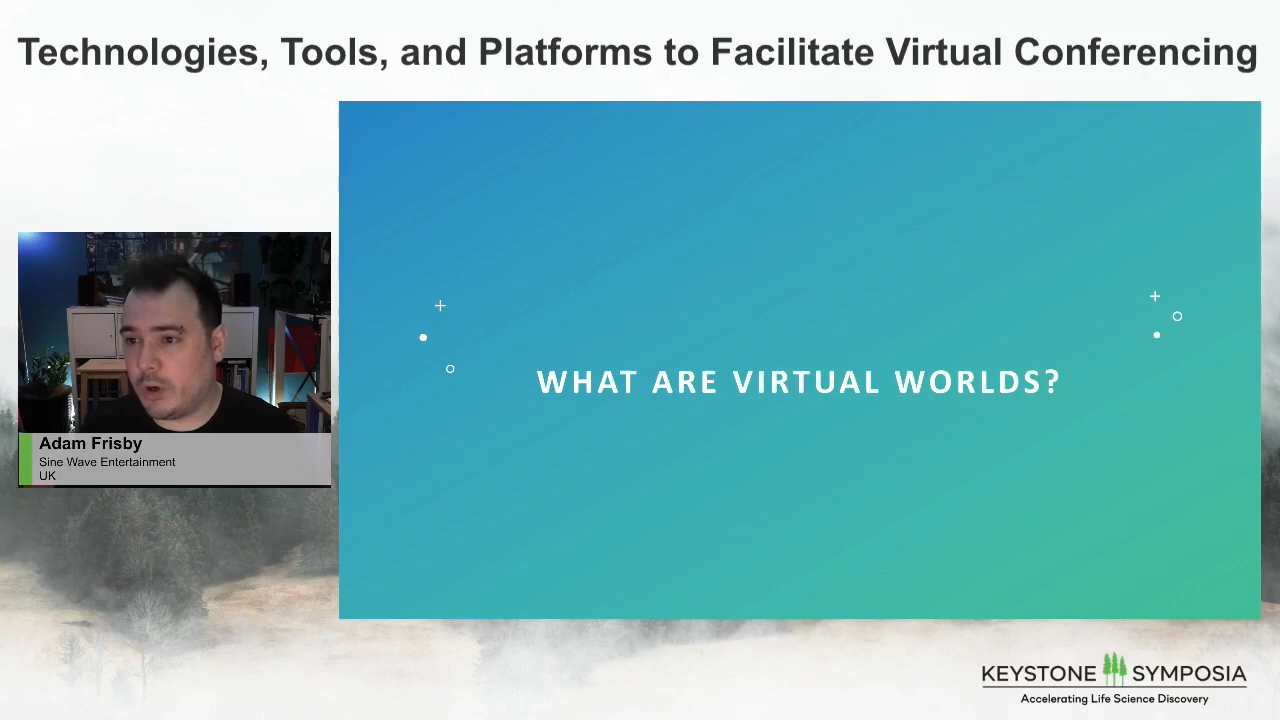 Technologies, Tools, and Platforms to Facilitate Virtual Conferencing
WHAT ARE VIRTUAL WORLDS?
Adam Frisby
Sine Wave Entertainment
UK
KEYSTONE SYMPOSIA
Accelerating Life Science Discovery